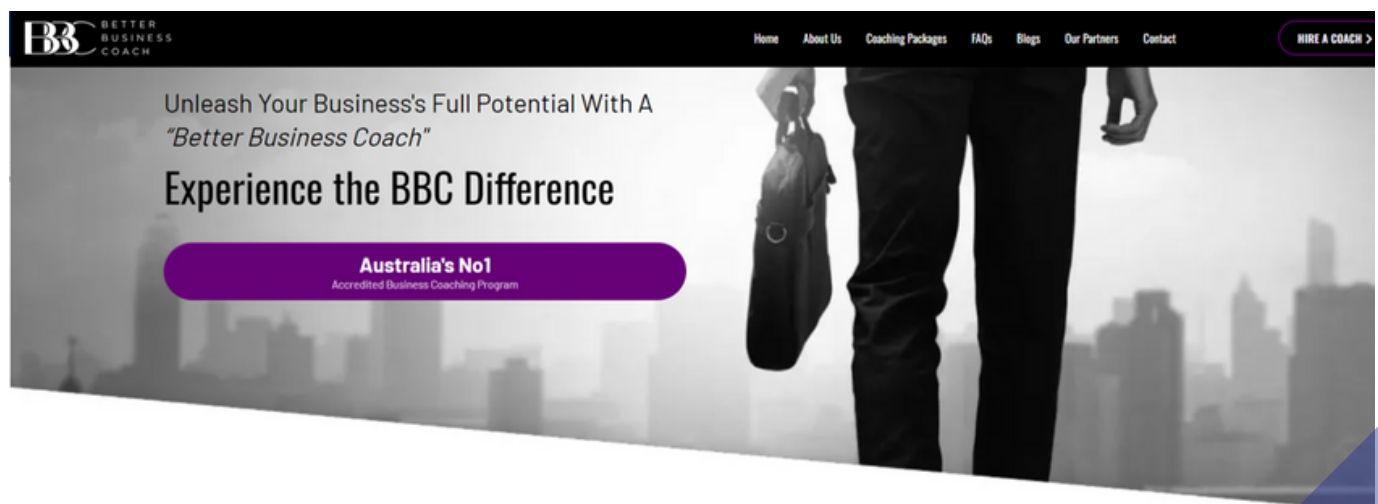 BBC BETTER
BUSINESS
COACH
Home About Us Coaching Packages FAQs Blogs Our Partners Contact
HIRE A COACH >
Unleash Your Business's Full Potential With A
“Better Business Coach"
Experience the BBC Difference
Australia's No1
Accredited Business Coaching Program